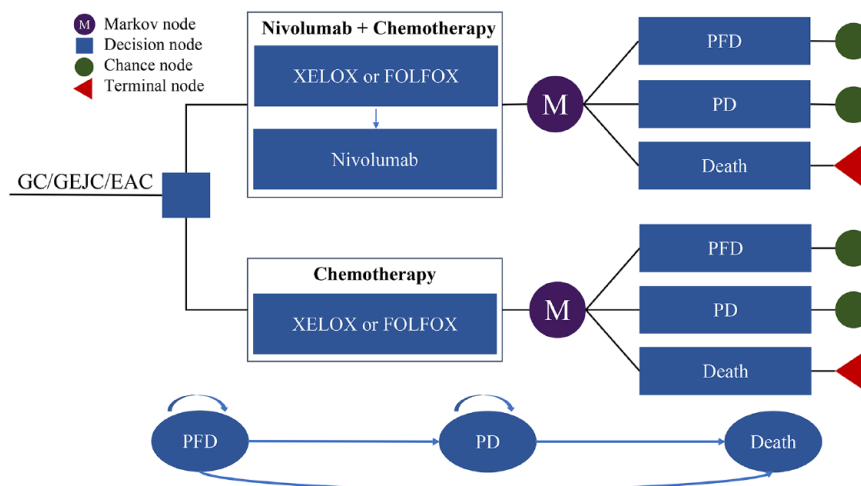 M Markov node
Decision node
Chance node
Terminal node
GC/GEJC/EAC
Nivolumab + Chemotherapy
XELOX or FOLFOX
Nivolumab
M
PFD
PD
Death
Chemotherapy
XELOX or FOLFOX
M
PFD
PD
Death
PFD
PD
Death